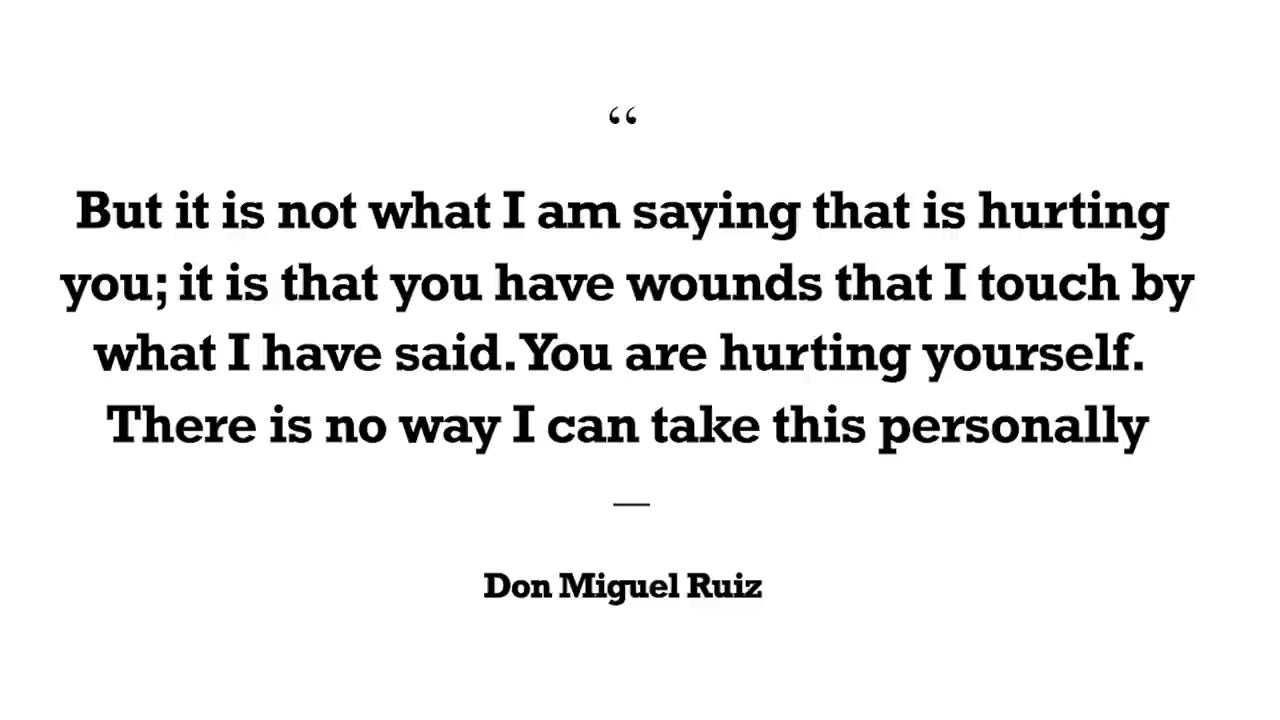 “
But it is not what I am saying that is hurting
you; it is that you have wounds that I touch by
what I have said. You are hurting yourself.
There is no way I can take this personally
—
Don Miguel Ruiz